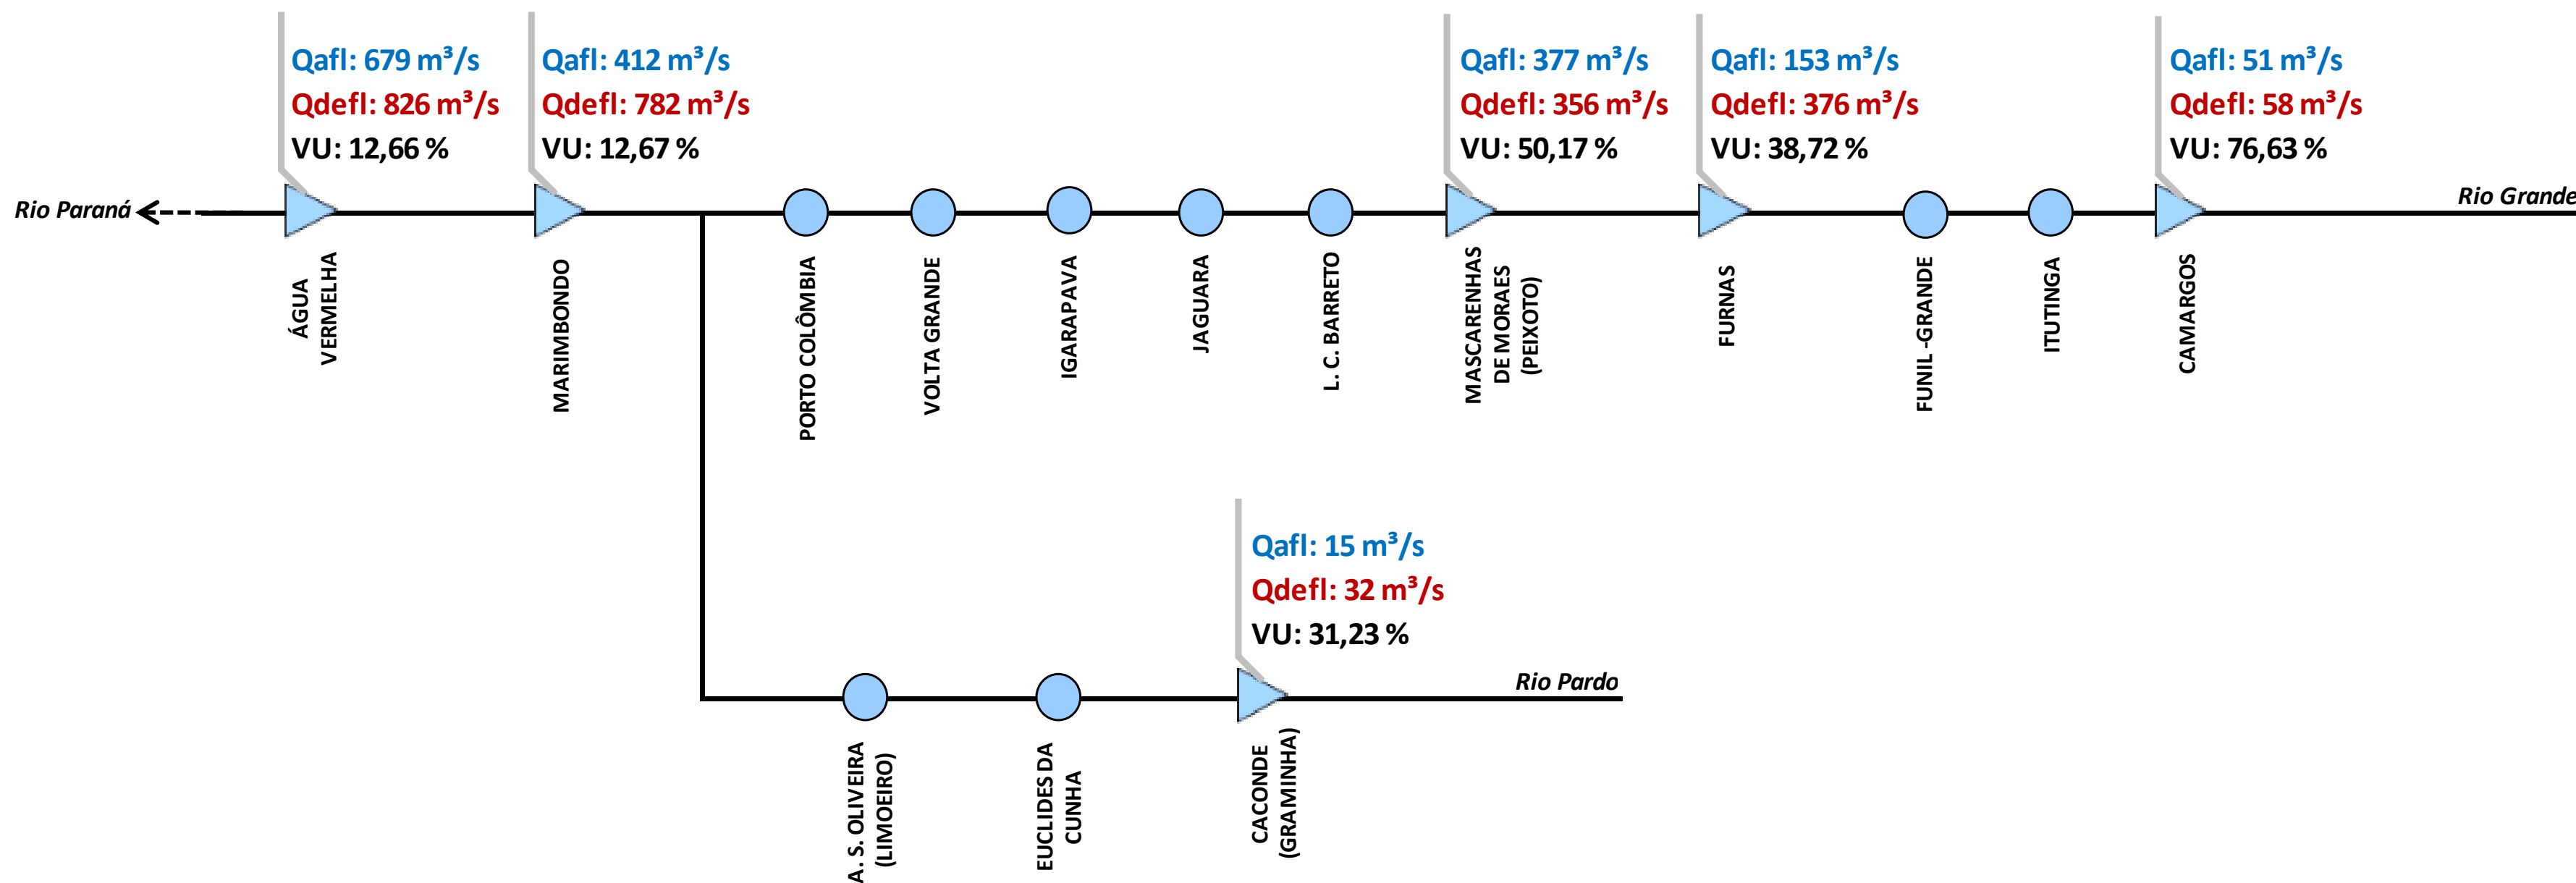 Qafl: 679 m³/s
Qdefl: 826 m³/s
VU: 12,66 %
Qafl: 412 m³/s
Qdefl: 782 m³/s
VU: 12,67 %
Qafl: 377 m³/s
Qdefl: 356 m³/s
VU: 50,17 %
Qafl: 153 m³/s
Qdefl: 376 m³/s
VU: 38,72 %
Qafl: 51 m³/s
Qdefl: 58 m³/s
VU: 76,63 %
Rio Paraná
Rio Grande
ÁGUA
VERMELHA
MARIMBONDO
PORTO COLÔMBIA
VOLTA GRANDE
IGARAPAVA
JAGUARA
L. C. BARRETO
MASCARENHAS
DE MORAES
(PEIXOTO)
FURNAS
FUNIL -GRANDE
ITUTINGA
CAMARGOS
Qafl: 15 m³/s
Qdefl: 32 m³/s
VU: 31,23 %
Rio Pardo
A. S. OLIVEIRA
(LIMOEIRO)
EUCLIDES DA
CUNHA
CACONDE
(GRAMINHA)